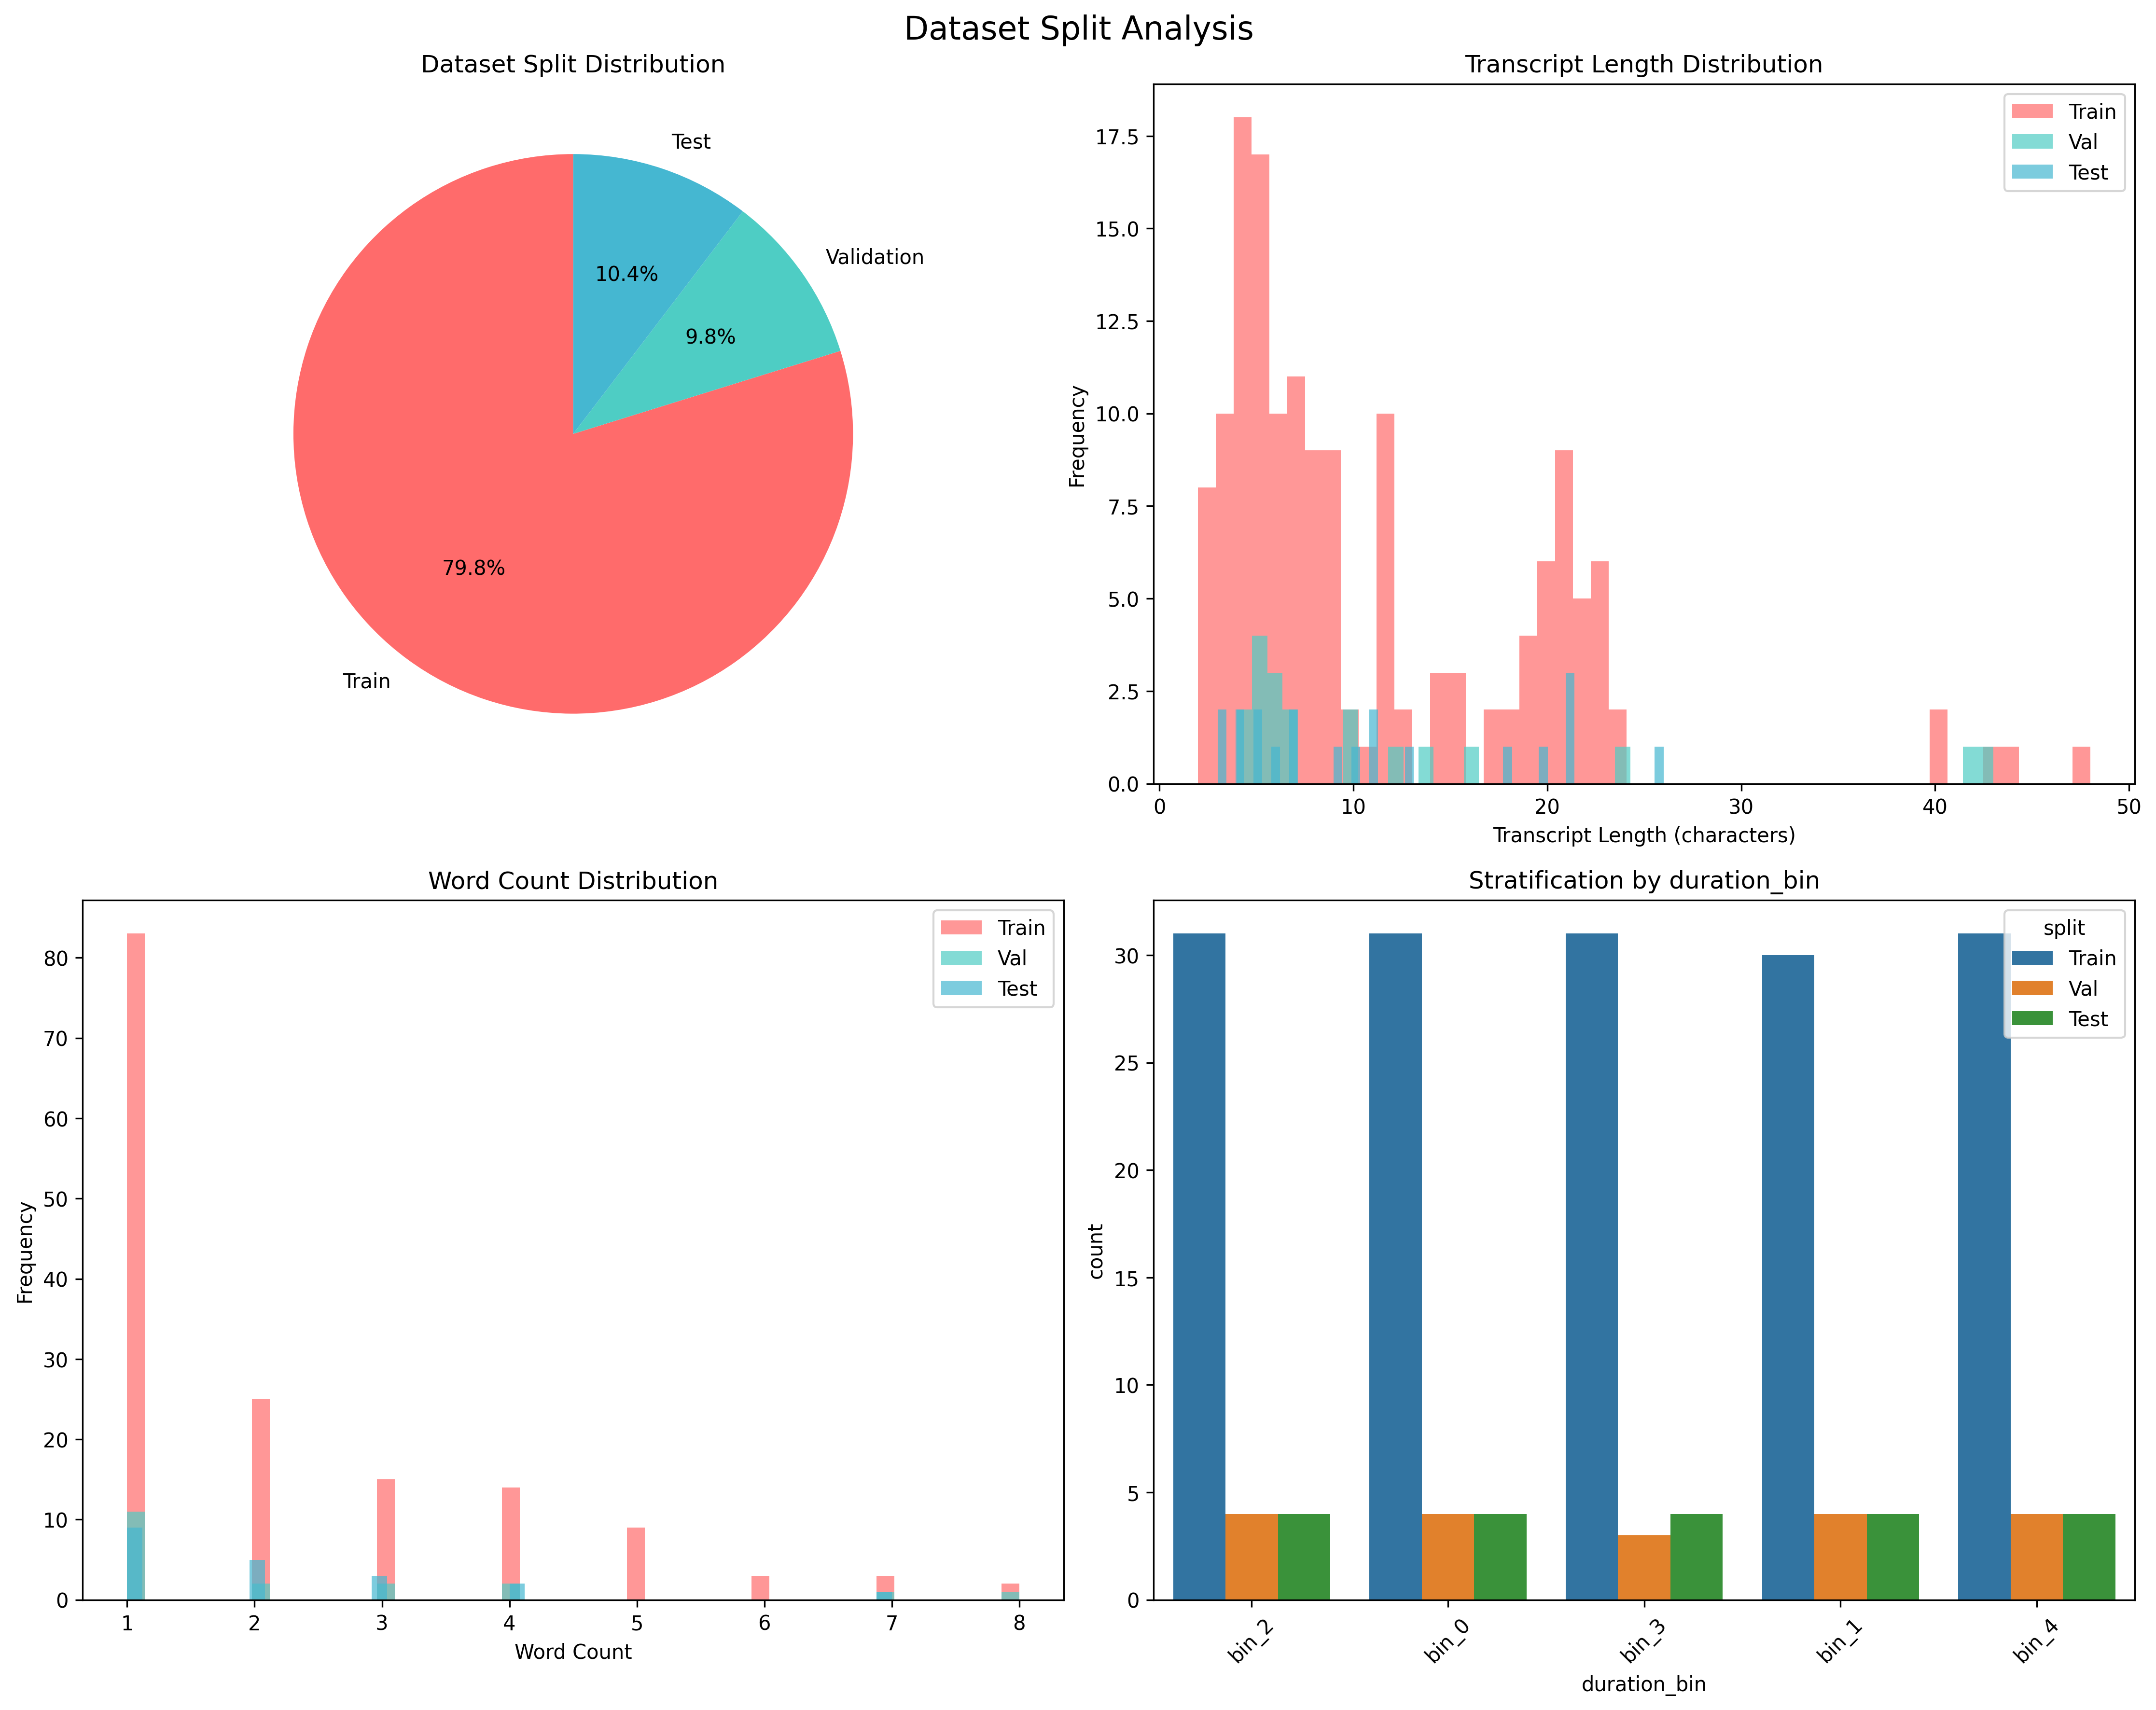 Dataset Split Analysis
Dataset Split Distribution
Test
Validation
10.4%
9.8%
79.8%
Train
Transcript Length Distribution
Train
Val
Test
17.5
15.0
12.5
10.0
7.5
5.0
2.5
0.0
Frequency
0 10 20 30 40 50
Transcript Length (characters)
Word Count Distribution
Train
Val
Test
80
70
60
50
40
30
20
10
0
Frequency
1 2 3 4 5 6 7 8
Word Count
Stratification by duration_bin
split
Train
Val
Test
30
25
20
15
10
5
0
count
bin_2 bin_0 bin_3 bin_1 bin_4
duration_bin